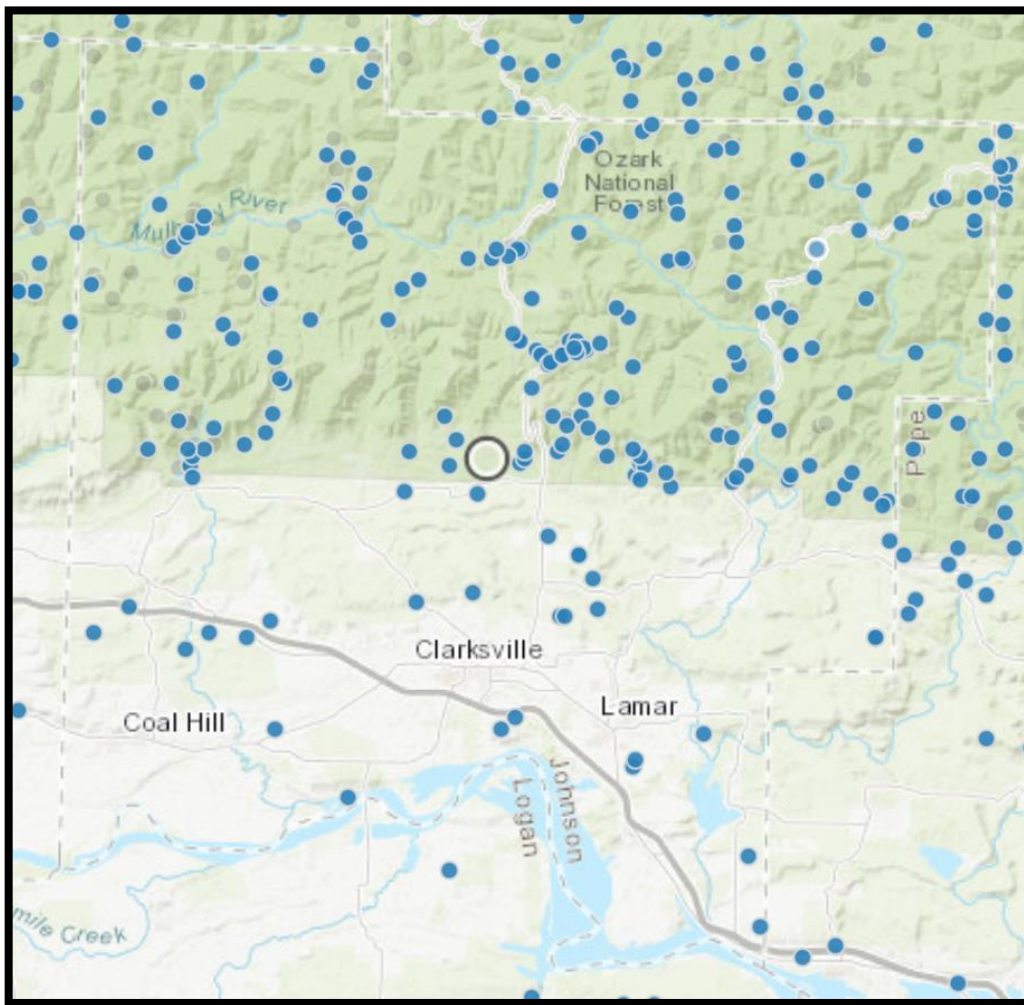 Ozark
National
Forest
Mulberry River
Pope
Clarksville
Lamar
Coal Hill
Johnson
Logan
mile Creek